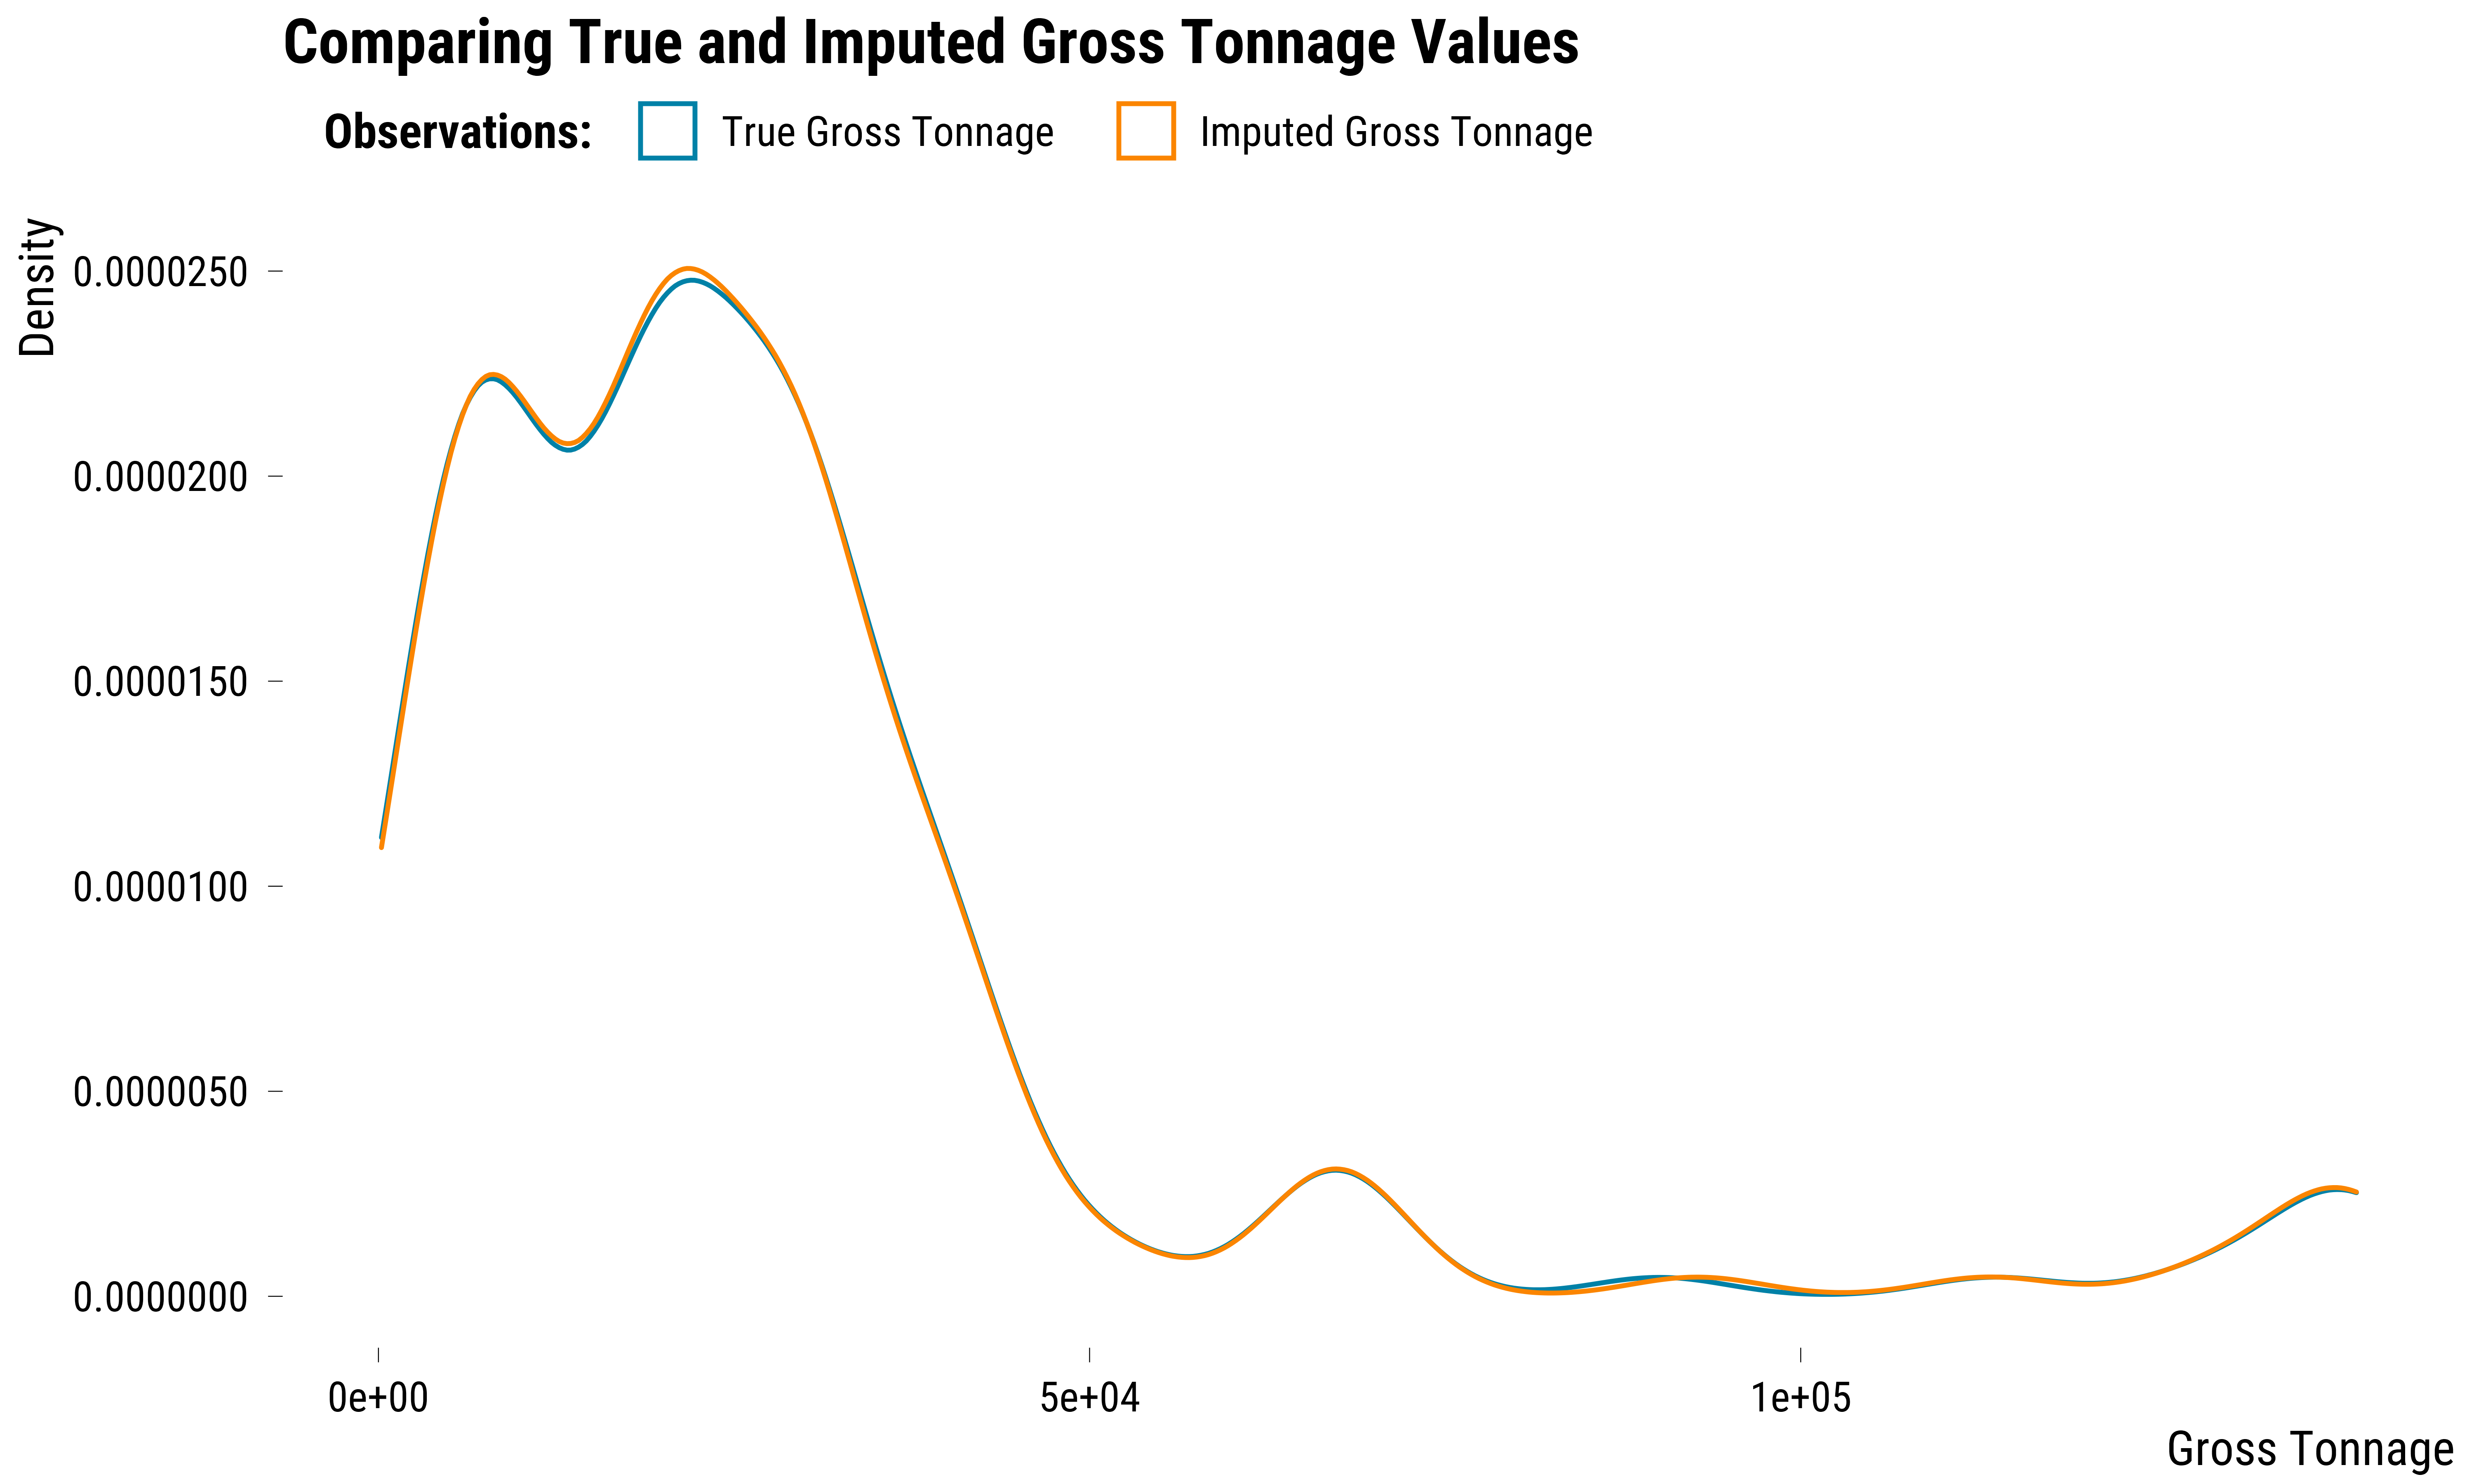 Comparing True and Imputed Gross Tonnage Values
Observations: True Gross Tonnage Imputed Gross Tonnage
Density
0.0000250
0.0000200
0.0000150
0.0000100
0.0000050
0.0000000
0e+00 5e+04 1e+05
Gross Tonnage